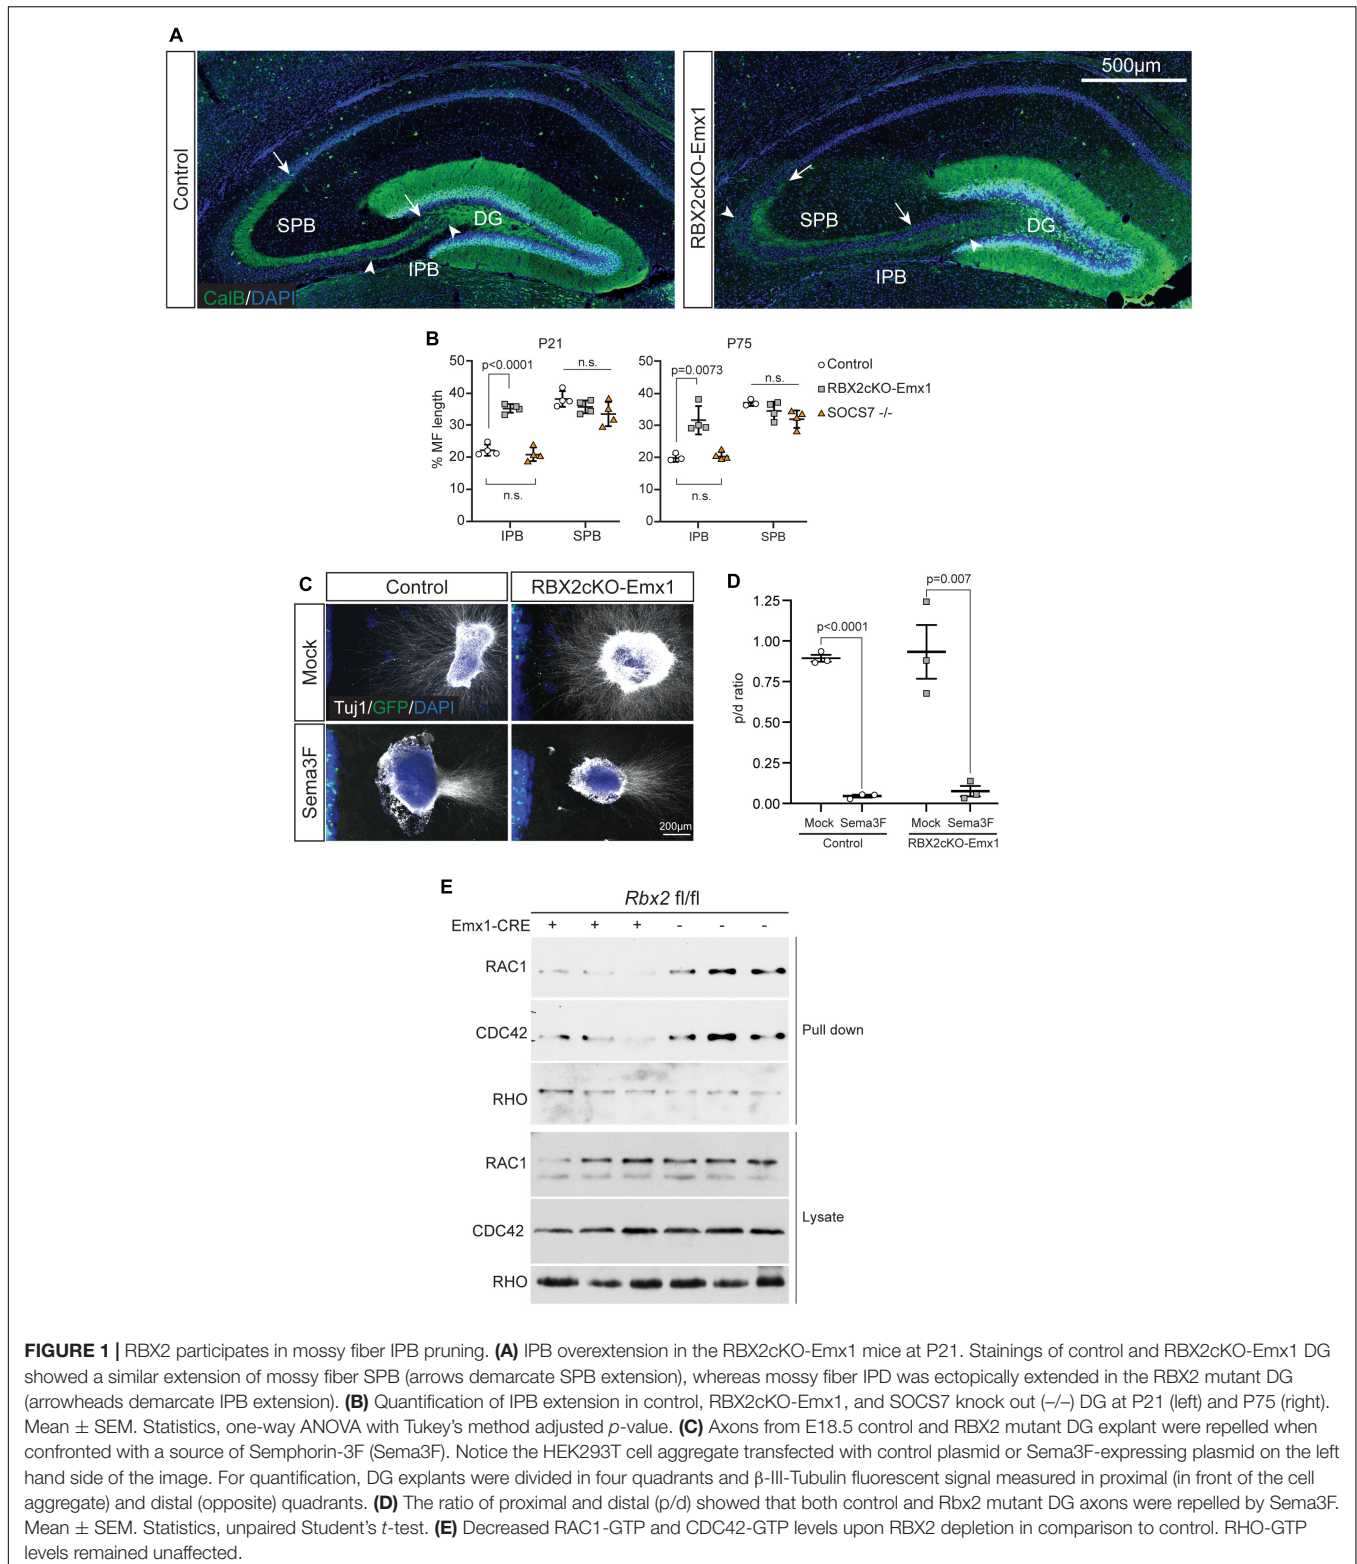 A
Control
RBX2cKO-Emx1
500µm
SPB
DG
IPB
CalB/DAPI
SPB
DG
IPB
B
P21
P75
% MF length
50
40
30
20
10
0
p<0.0001
n.s.
n.s.
IPB
SPB
50
40
30
20
10
0
p=0.0073
n.s.
n.s.
IPB
SPB
Control
RBX2cKO-Emx1
SOCS7 -/-
C
Control
RBX2cKO-Emx1
Mock
Tuj1/GFP/DAPI
Sema3F
200µm
D
p/d ratio
1.25
1.00
0.75
0.50
0.25
0.00
p<0.0001
p=0.007
Mock Sema3F
Mock Sema3F
Control
RBX2cKO-Emx1
E
Rbx2 fl/fl
Emx1-CRE + + + - - -
RAC1
CDC42
RHO
Pull down
RAC1
CDC42
RHO
Lysate
FIGURE 1 | RBX2 participates in mossy fiber IPB pruning. (A) IPB overextension in the RBX2cKO-Emx1 mice at P21. Stainings of control and RBX2cKO-Emx1 DG
showed a similar extension of mossy fiber SPB (arrows demarcate SPB extension), whereas mossy fiber IPD was ectopically extended in the RBX2 mutant DG
(arrowheads demarcate IPB extension). (B) Quantification of IPB extension in control, RBX2cKO-Emx1, and SOCS7 knock out (–/–) DG at P21 (left) and P75 (right).
Mean ± SEM. Statistics, one-way ANOVA with Tukey's method adjusted p-value. (C) Axons from E18.5 control and RBX2 mutant DG explant were repelled when
confronted with a source of Semphorin-3F (Sema3F). Notice the HEK293T cell aggregate transfected with control plasmid or Sema3F-expressing plasmid on the left
hand side of the image. For quantification, DG explants were divided in four quadrants and β-III-Tubulin fluorescent signal measured in proximal (in front of the cell
aggregate) and distal (opposite) quadrants. (D) The ratio of proximal and distal (p/d) showed that both control and Rbx2 mutant DG axons were repelled by Sema3F.
Mean ± SEM. Statistics, unpaired Student's t-test. (E) Decreased RAC1-GTP and CDC42-GTP levels upon RBX2 depletion in comparison to control. RHO-GTP
levels remained unaffected.